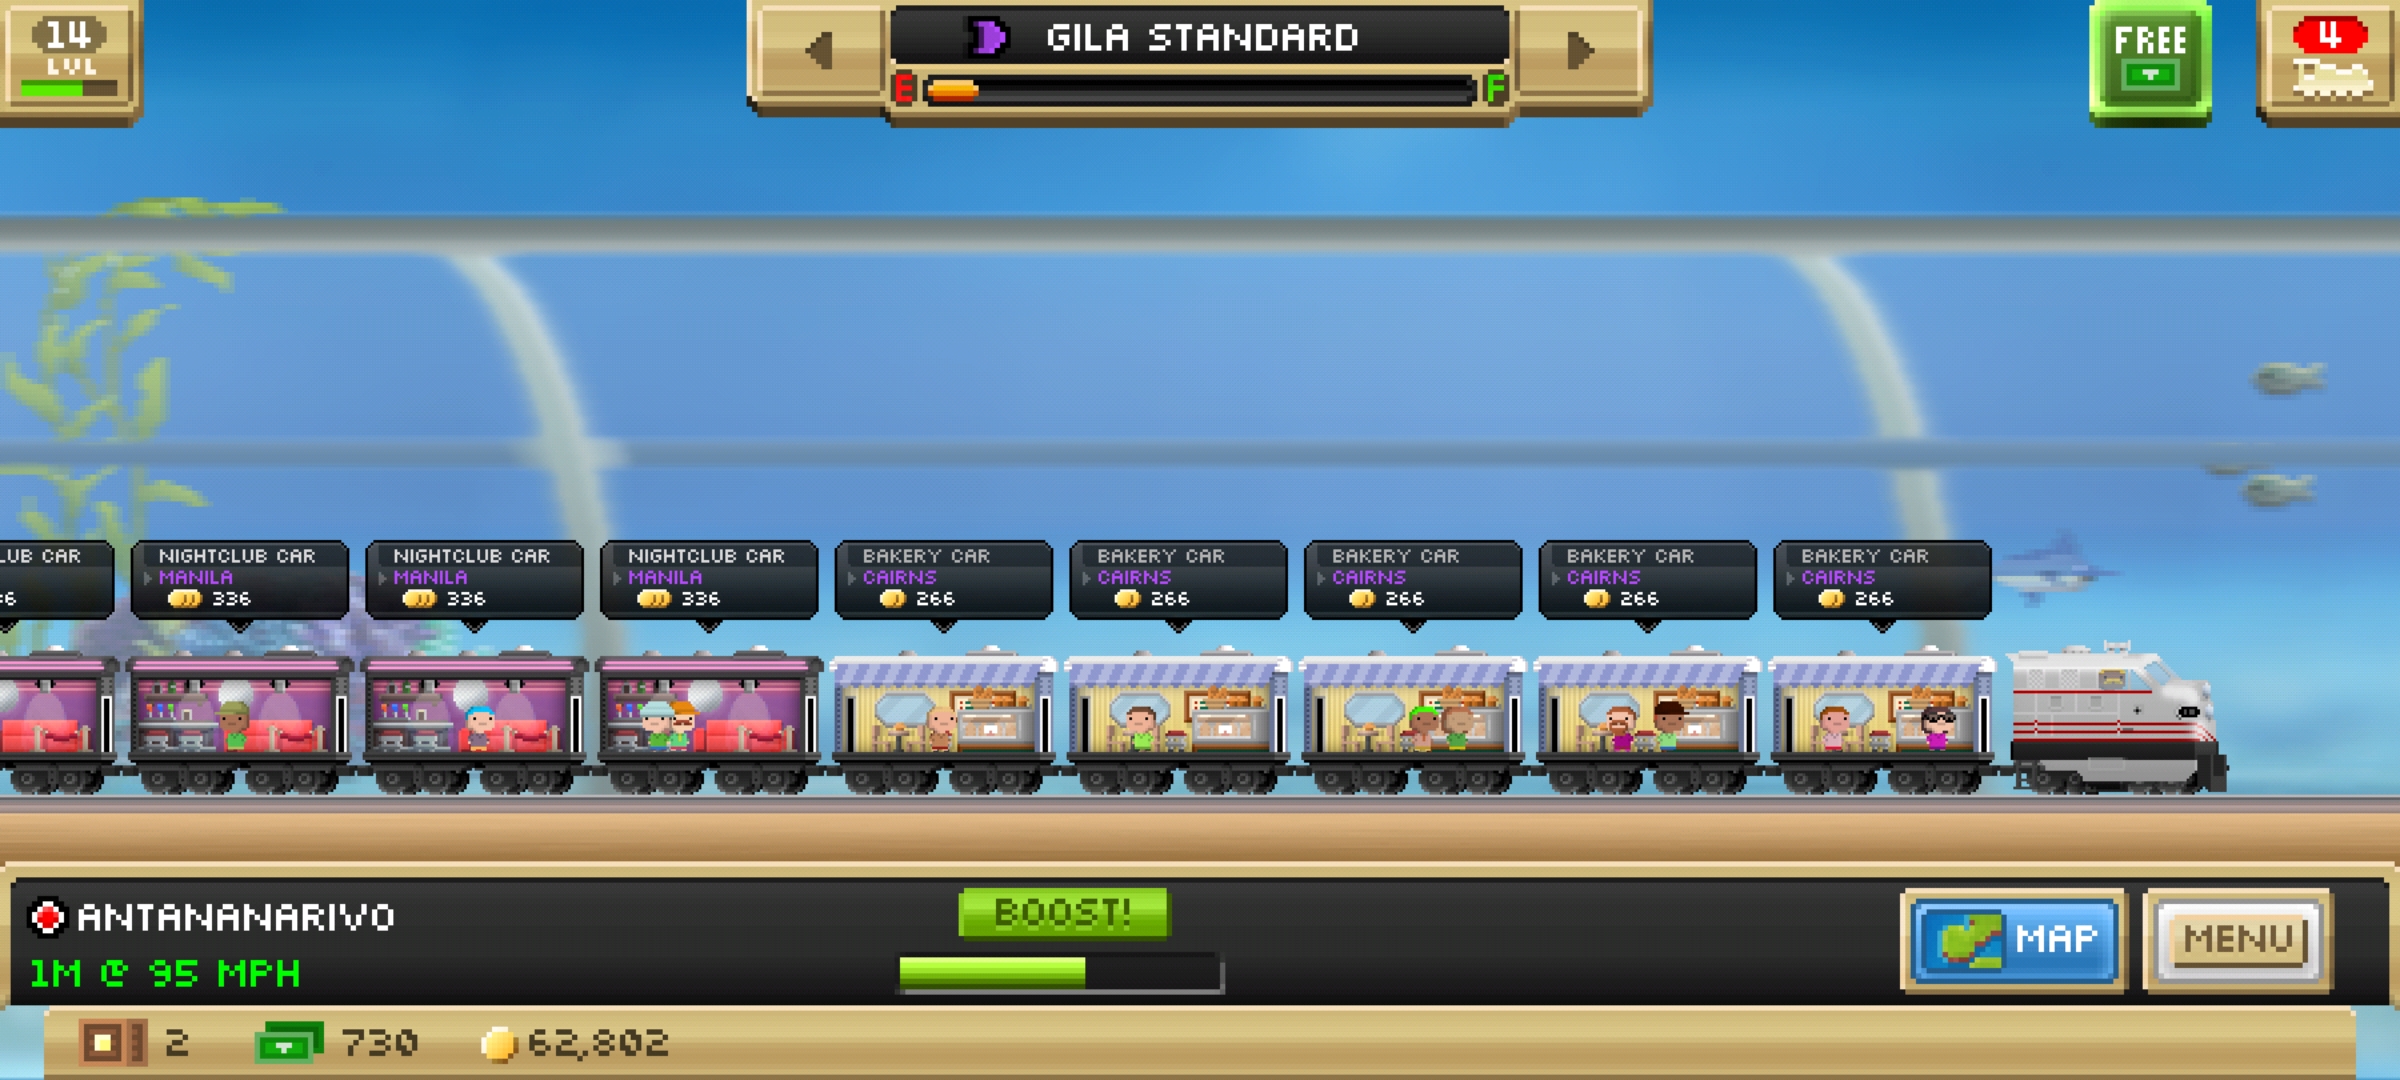 14
LVL
GILA STANDARD
E
F
FREE
4
CAR
NIGHTCLUB CAR
MANILA
336
NIGHTCLUB CAR
MANILA
336
NIGHTCLUB CAR
MANILA
336
BAKERY CAR
CAIRNS
266
BAKERY CAR
CAIRNS
266
BAKERY CAR
CAIRNS
266
BAKERY CAR
CAIRNS
266
BAKERY CAR
CAIRNS
266
ANTANANARIVO
1M @ 95 MPH
BOOST!
MAP
MENU
2
730
62,802